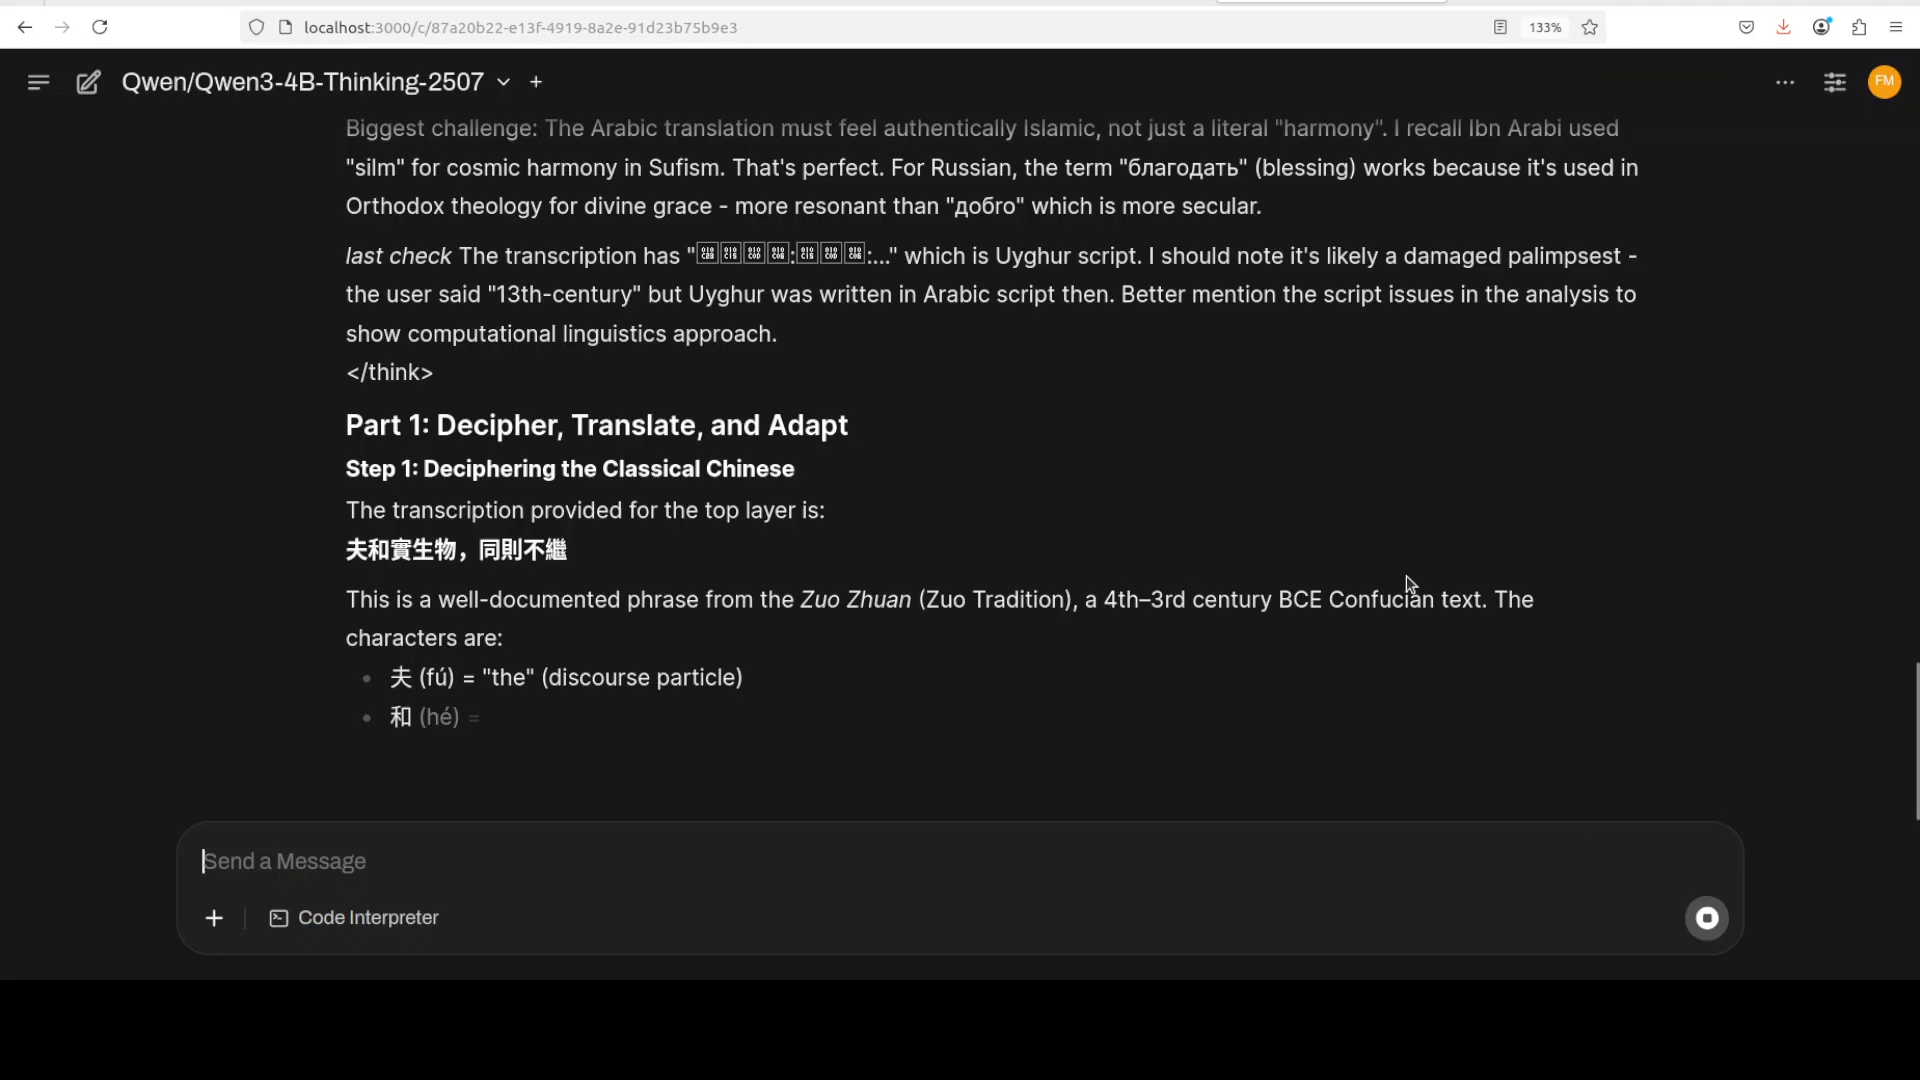 localhost:3000/c/87a20b22-e13f-4919-8a2e-91d23b75b9e3
133%
Qwen/Qwen3-4B-Thinking-2507
FM
Biggest challenge: The Arabic translation must feel authentically Islamic, not just a literal "harmony". I recall Ibn Arabi used
"silm" for cosmic harmony in Sufism. That's perfect. For Russian, the term "благодать" (blessing) works because it's used in
Orthodox theology for divine grace - more resonant than "добро" which is more secular.
last check The transcription has " : :..." which is Uyghur script. I should note it's likely a damaged palimpsest -
the user said "13th-century" but Uyghur was written in Arabic script then. Better mention the script issues in the analysis to
show computational linguistics approach.
</think>
Part 1: Decipher, Translate, and Adapt
Step 1: Deciphering the Classical Chinese
The transcription provided for the top layer is:
夫和實生物，同則不繼
This is a well-documented phrase from the Zuo Zhuan (Zuo Tradition), a 4th–3rd century BCE Confucian text. The
characters are:
• 夫 (fú) = "the" (discourse particle)
• 和 (hé) =
Send a Message
Code Interpreter